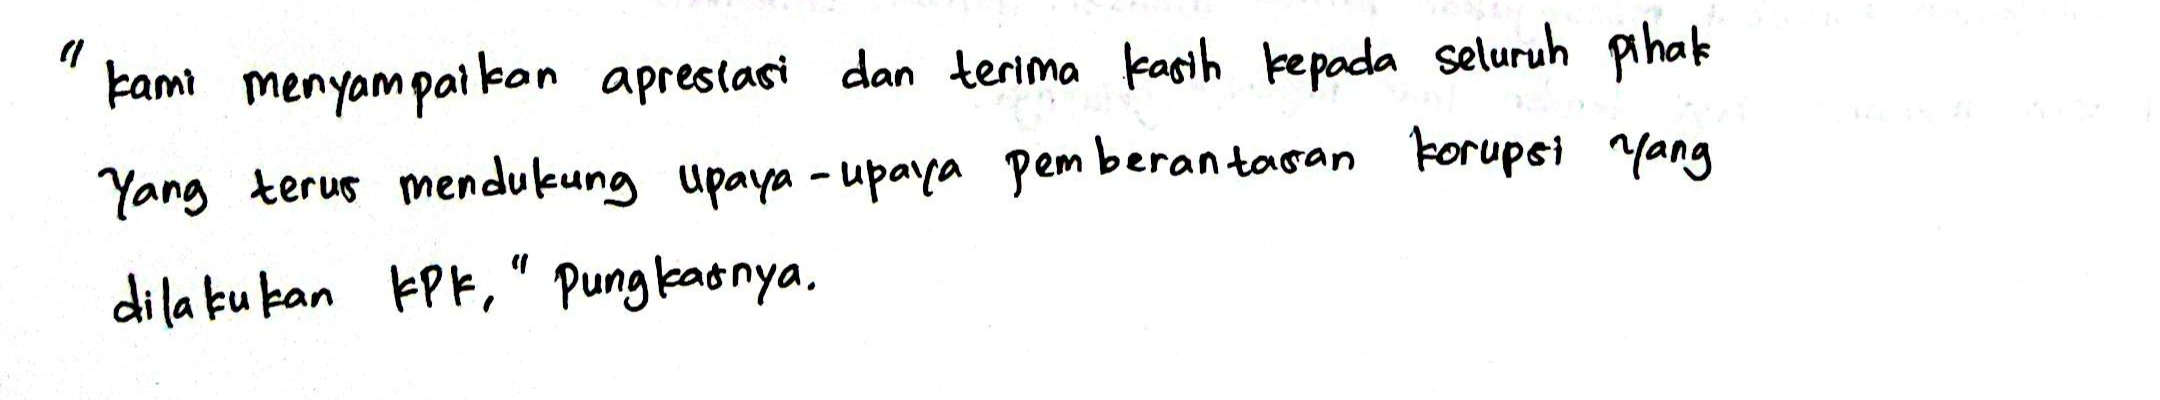 "kami menyampaikan apresiasi dan terima kasih kepada seluruh pihak
Yang terus mendukung upaya-upaya pemberantasan korupsi yang
dilakukan KPK," Pungkasnya.